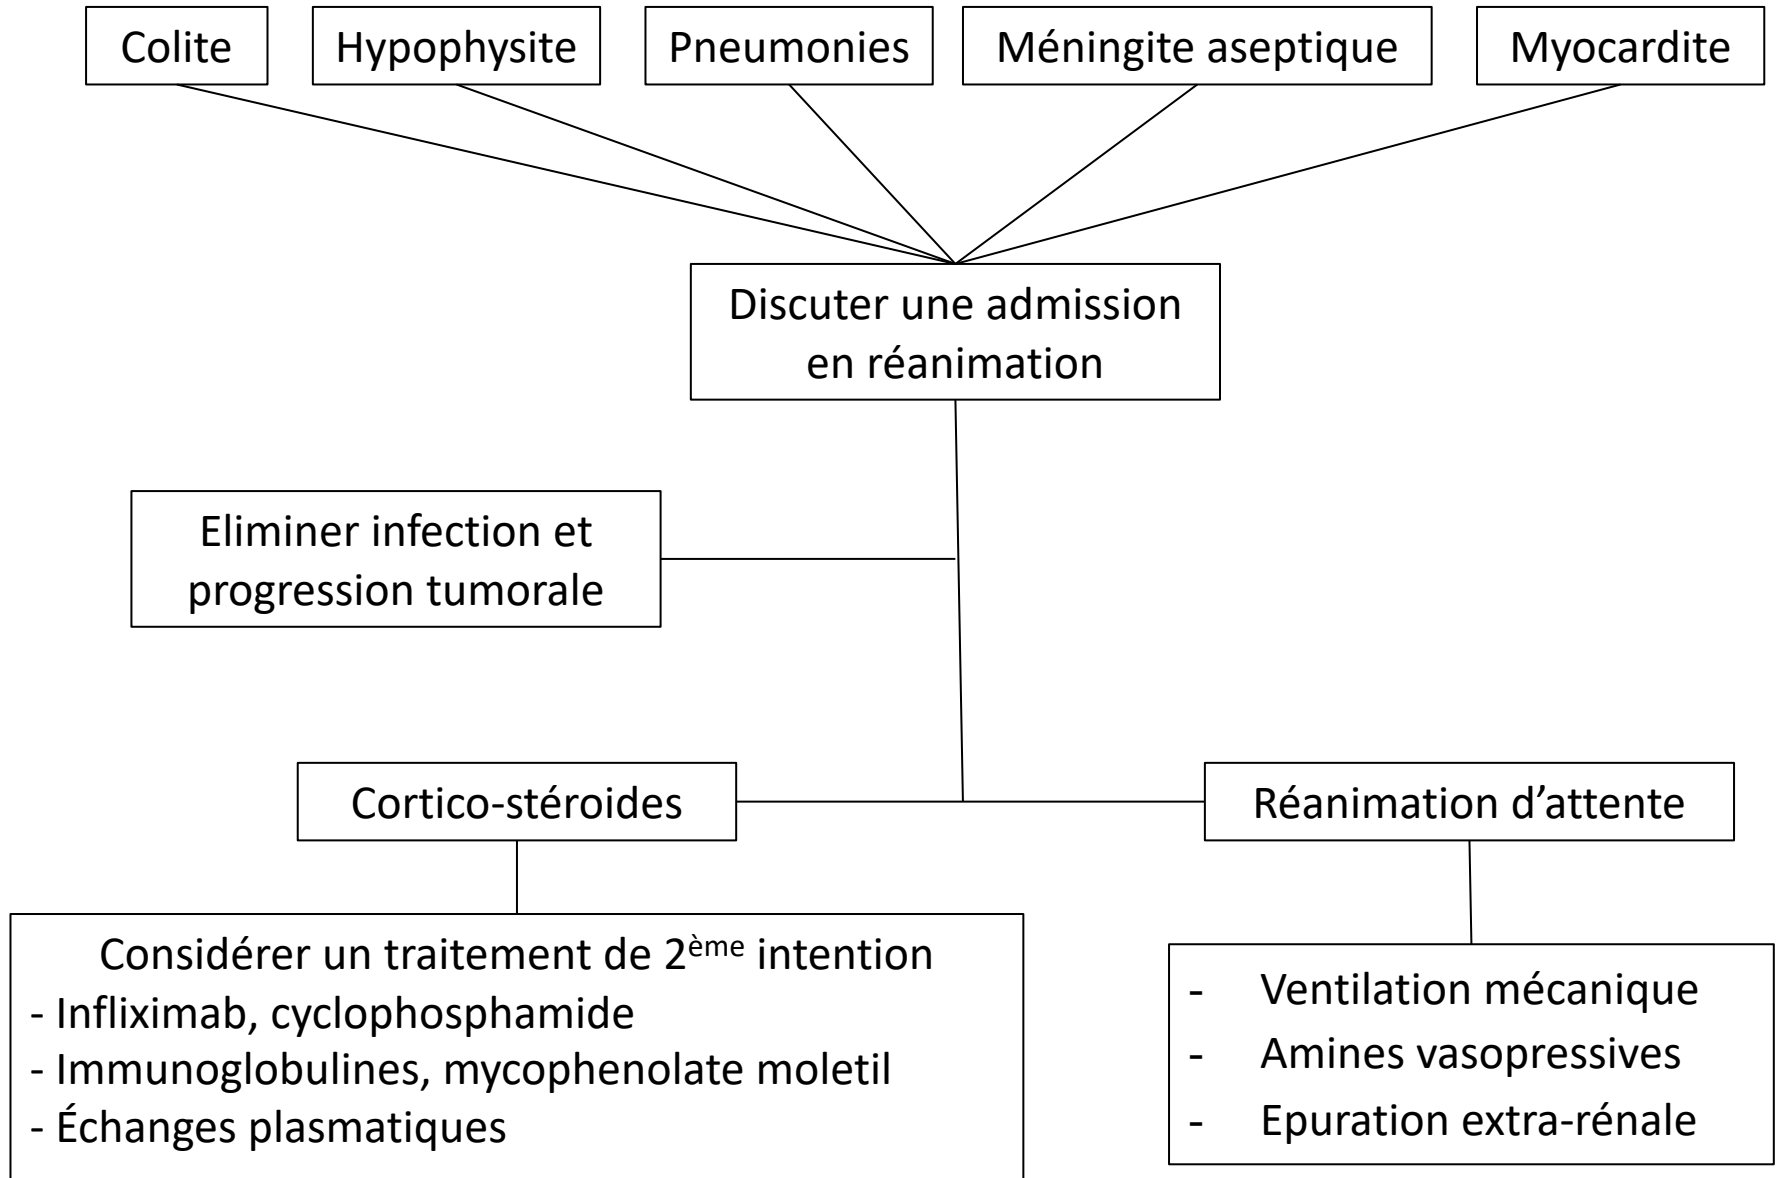 Colite
Hypophysite
Pneumonies
Méningite aseptique
Myocardite
Discuter une admission
en réanimation
Eliminer infection et
progression tumorale
Cortico-stéroides
Réanimation d’attente
Considérer un traitement de 2ème intention
- Infliximab, cyclophosphamide
- Immunoglobulines, mycophenolate moletil
- Échanges plasmatiques
- Ventilation mécanique
- Amines vasopressives
- Epuration extra-rénale